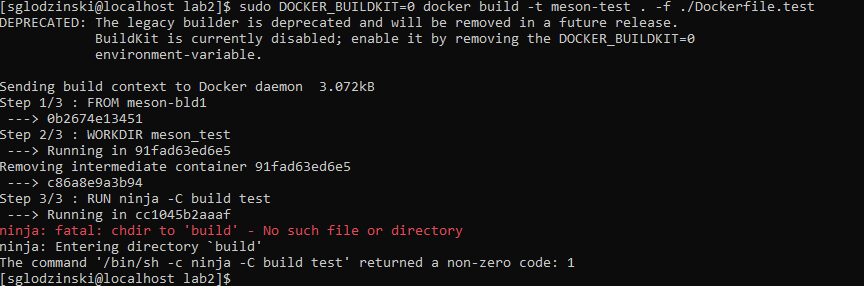 [sglodzinski@localhost lab2]$ sudo DOCKER_BUILDKIT=0 docker build -t meson-test . -f ./Dockerfile.test
DEPRECATED: The legacy builder is deprecated and will be removed in a future release.
            BuildKit is currently disabled; enable it by removing the DOCKER_BUILDKIT=0
            environment-variable.

Sending build context to Docker daemon  3.072kB
Step 1/3 : FROM meson-bld1
 ---> 0b2674e13451
Step 2/3 : WORKDIR meson_test
 ---> Running in 91fad63ed6e5
Removing intermediate container 91fad63ed6e5
 ---> c86a8e9a3b94
Step 3/3 : RUN ninja -C build test
 ---> Running in cc1045b2aaaf
ninja: fatal: chdir to 'build' - No such file or directory
ninja: Entering directory `build'
The command '/bin/sh -c ninja -C build test' returned a non-zero code: 1
[sglodzinski@localhost lab2]$